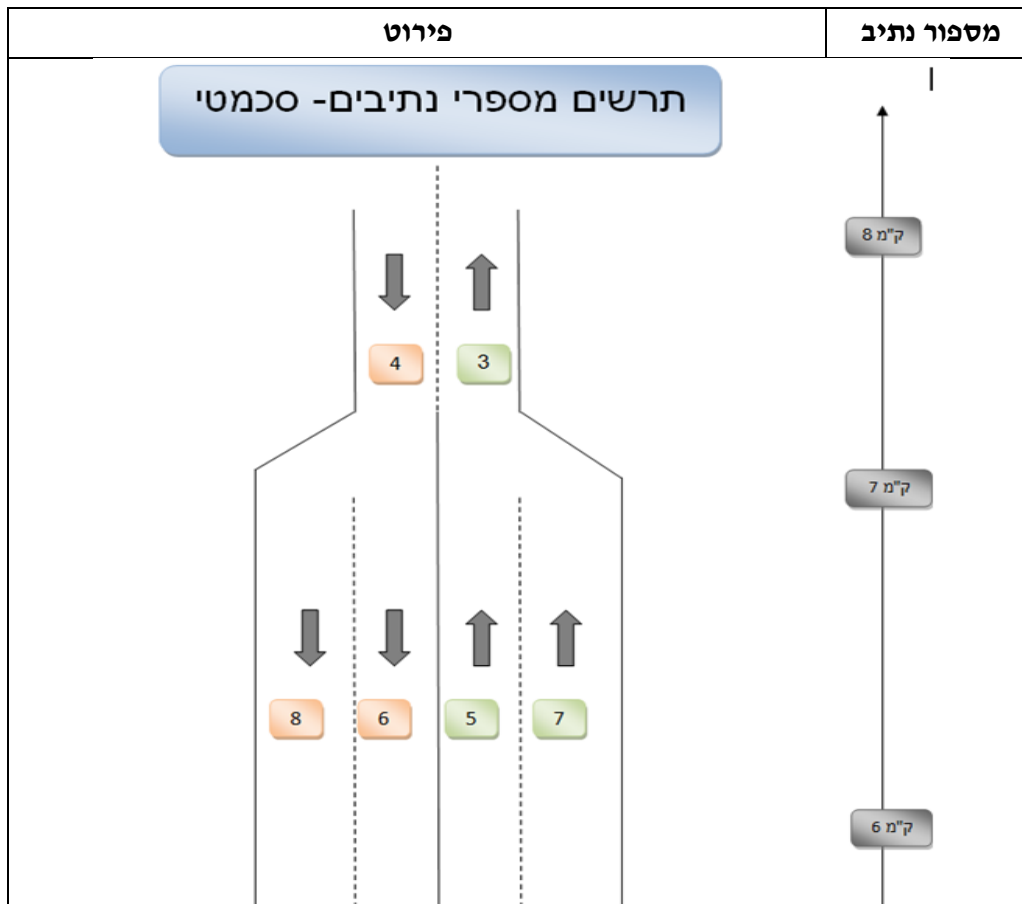 מספור נתיב פירוט
תרשים מספרי נתיבים- סכמטי
ק"מ 8
3 4
ק"מ 7
7 5 6 8
ק"מ 6